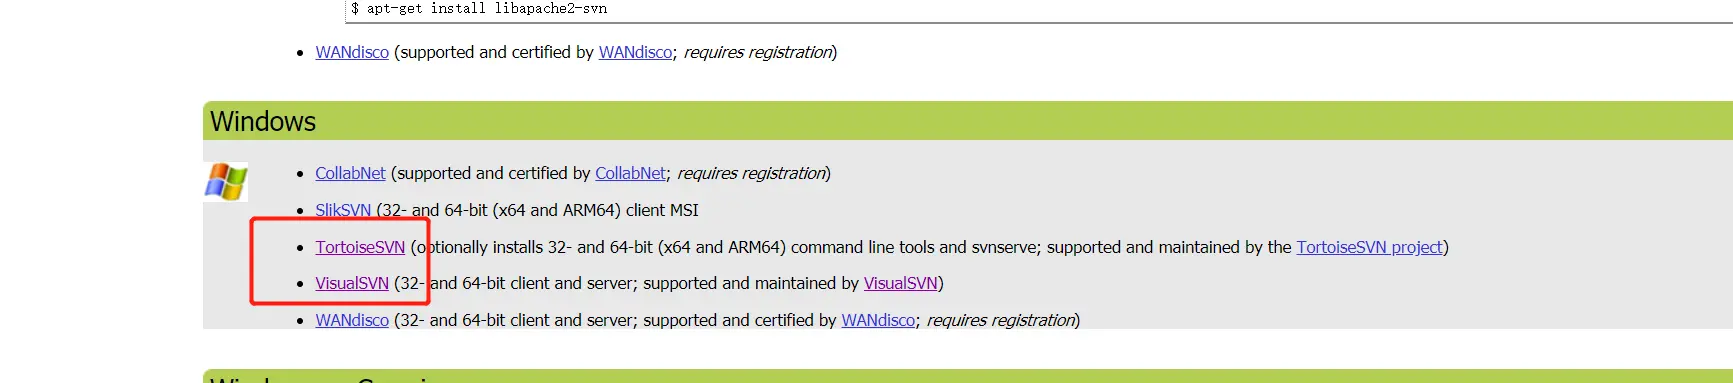 $ apt-get install libapache2-svn
WANdisco (supported and certified by WANdisco; requires registration)
Windows
CollabNet (supported and certified by CollabNet; requires registration)
SlikSVN (32- and 64-bit (x64 and ARM64) client MSI
TortoiseSVN (optionally installs 32- and 64-bit (x64 and ARM64) command line tools and svnserve; supported and maintained by the TortoiseSVN project)
VisualSVN (32- and 64-bit client and server; supported and maintained by VisualSVN)
WANdisco (32- and 64-bit client and server; supported and certified by WANdisco; requires registration)